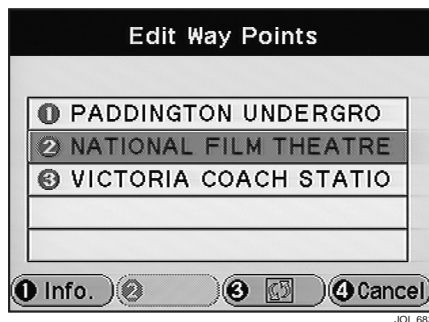 Edit Way Points
1 PADDINGTON UNDERGRO
2 NATIONAL FILM THEATRE
3 VICTORIA COACH STATIO
1 Info. 2 3 4 Cancel
JOL 683